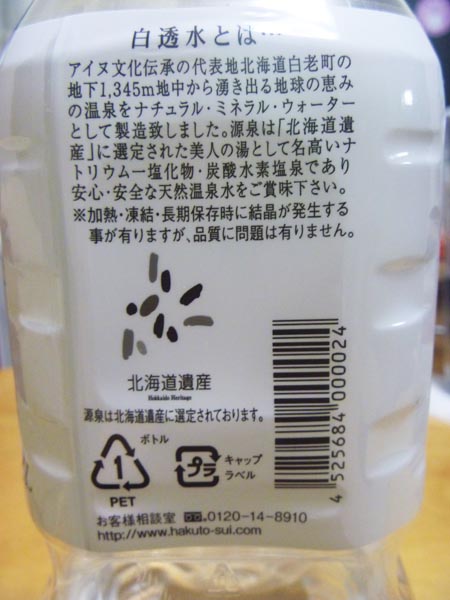 白透水とは…
アイヌ文化伝承の代表地北海道白老町の
地下1,345m地中から湧き出る地球の恵み
の温泉をナチュラル・ミネラル・ウォーター
として製造致しました。源泉は「北海道遺
産」に選定された美人の湯として名高いナ
トリウム一塩化物・炭酸水素塩泉であり
安心・安全な天然温泉水をご賞味下さい。
※加熱・凍結・長期保存時に結晶が発生する
事が有りますが、品質に問題は有りません。
北海道遺産
Hokkaido Heritage
源泉は北海道遺産に選定されております。
ボトル
1
PET
プラ
キャップ
ラベル
お客様相談室 0120-14-8910
http://www.hakuto-sui.com/
4 525684 000024